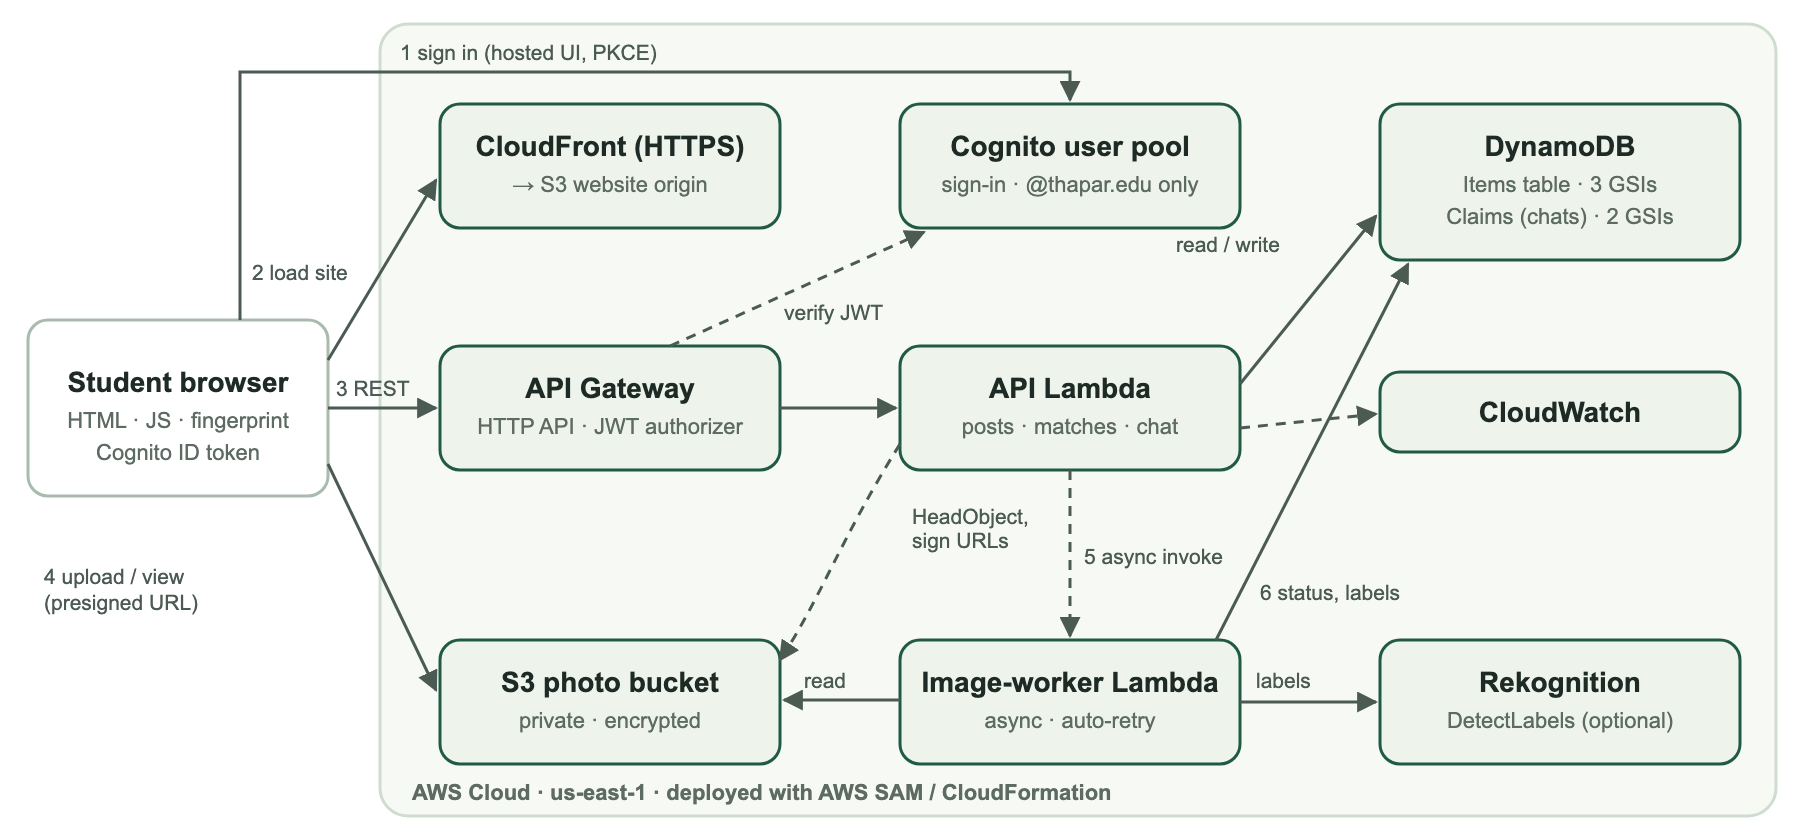 1 sign in (hosted UI, PKCE)
CloudFront (HTTPS)
→ S3 website origin
Cognito user pool
sign-in · @thapar.edu only
DynamoDB
Items table · 3 GSIs
Claims (chats) · 2 GSIs
read / write
2 load site
verify JWT
Student browser
HTML · JS · fingerprint
Cognito ID token
3 REST
API Gateway
HTTP API · JWT authorizer
API Lambda
posts · matches · chat
CloudWatch
HeadObject,
sign URLs
5 async invoke
4 upload / view
(presigned URL)
6 status, labels
S3 photo bucket
private · encrypted
read
Image-worker Lambda
async · auto-retry
labels
Rekognition
DetectLabels (optional)
AWS Cloud · us-east-1 · deployed with AWS SAM / CloudFormation